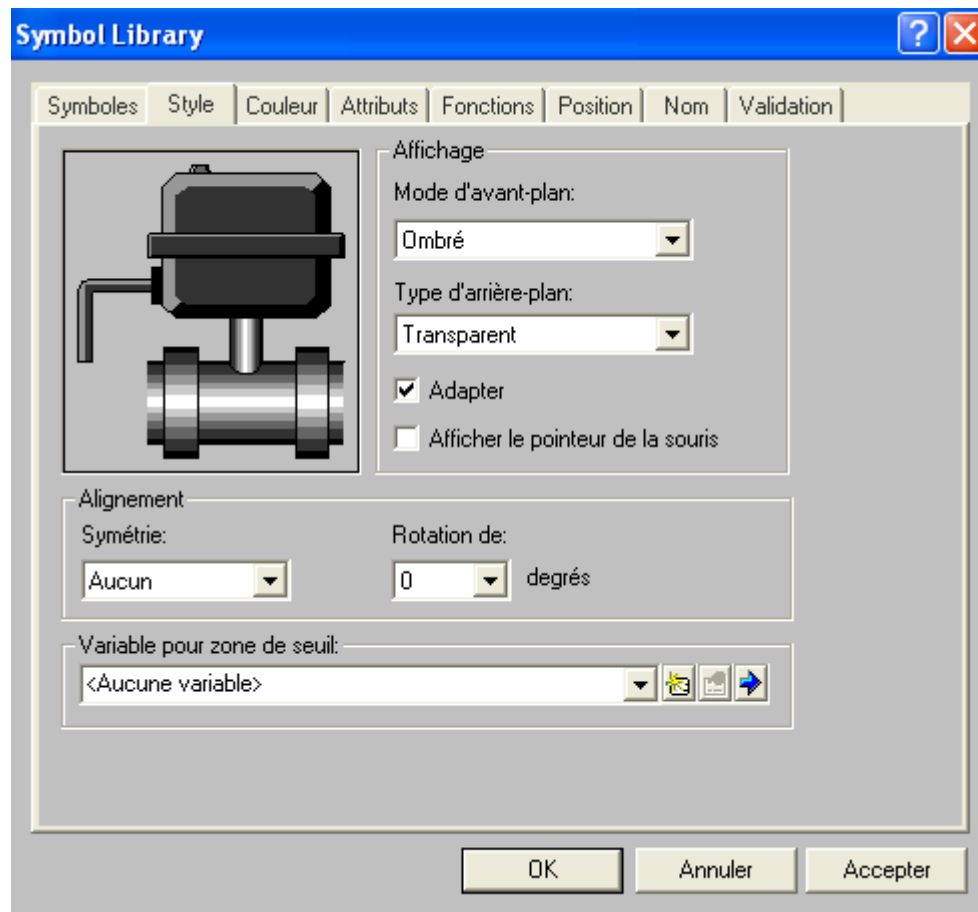 Symbol Library
Symboles Style Couleur Attributs Fonctions Position Nom Validation
Affichage
Mode d'avant-plan:
Ombré
Type d'arrière-plan:
Transparent
Adapter
Afficher le pointeur de la souris
Alignement
Symétrie: Rotation de:
Aucun 0 degrés
Variable pour zone de seuil:
<Aucune variable>
OK Annuler Accepter